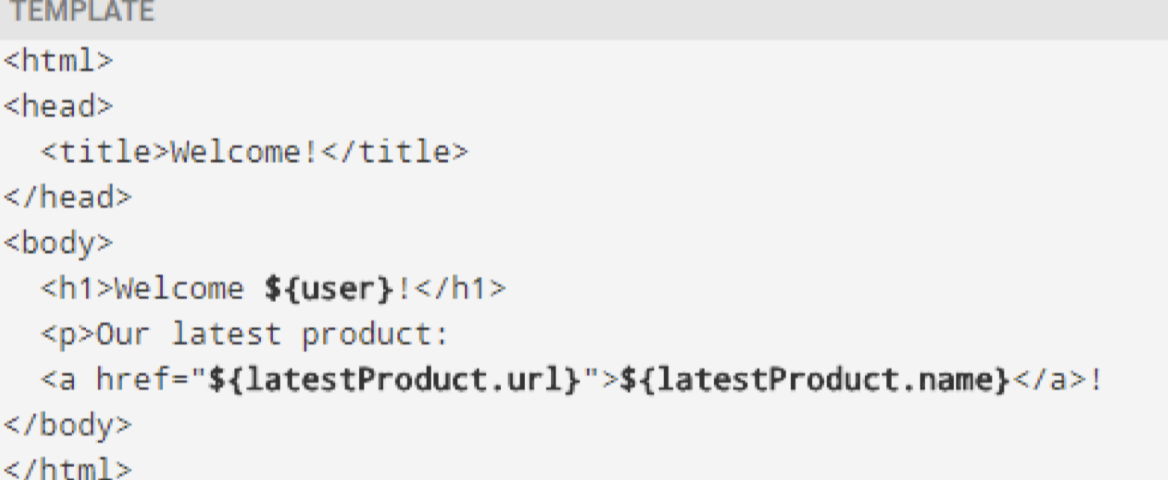 TEMPLATE
<html>
<head>
  <title>Welcome!</title>
</head>
<body>
  <h1>Welcome ${user}!</h1>
  <p>Our latest product:
  <a href="${latestProduct.url}">${latestProduct.name}</a>!
</body>
</html>